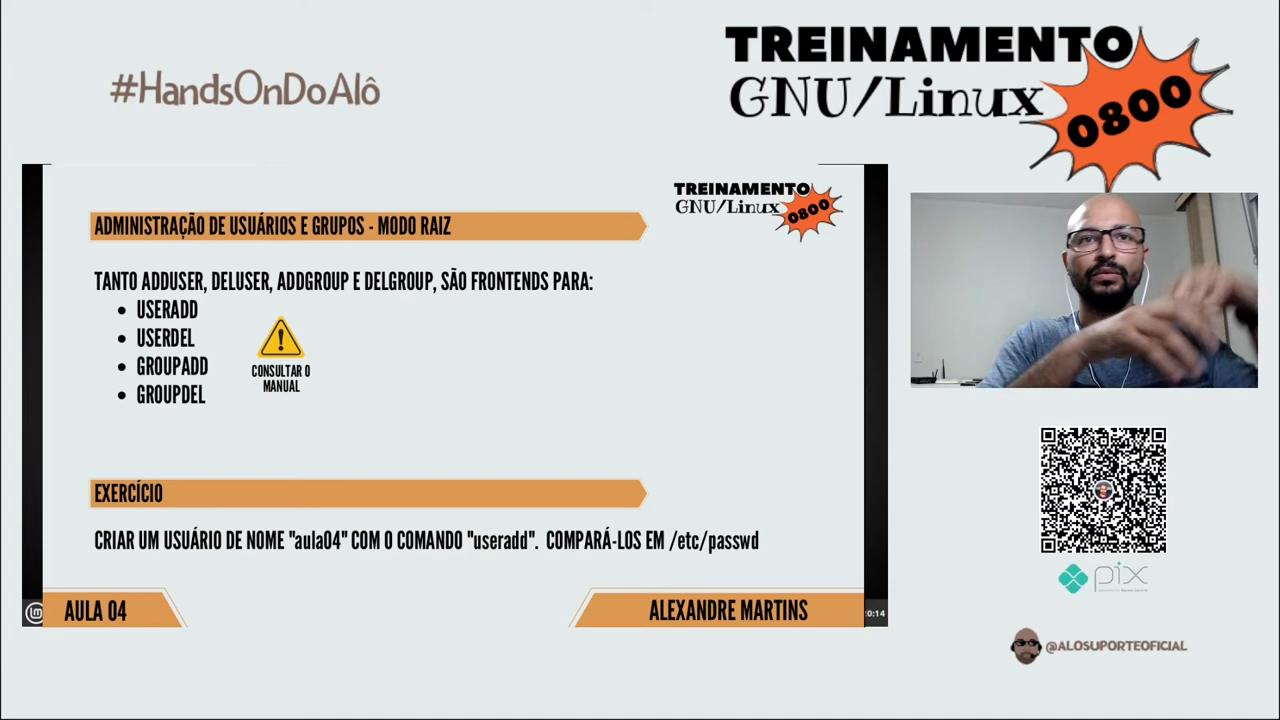 #HandsOnDoAlô
TREINAMENTO
GNU/Linux
0800
TREINAMENTO
GNU/Linux
0800
ADMINISTRAÇÃO DE USUÁRIOS E GRUPOS - MODO RAIZ
TANTO ADDUSER, DELUSER, ADDGROUP E DELGROUP, SÃO FRONTENDS PARA:
• USERADD
• USERDEL
• GROUPADD
• GROUPDEL
CONSULTAR O
MANUAL
EXERCÍCIO
CRIAR UM USUÁRIO DE NOME "aula04" COM O COMANDO "useradd". COMPARÁ-LOS EM /etc/passwd
AULA 04
ALEXANDRE MARTINS
0:14
pix
@ALOSUPORTEOFICIAL